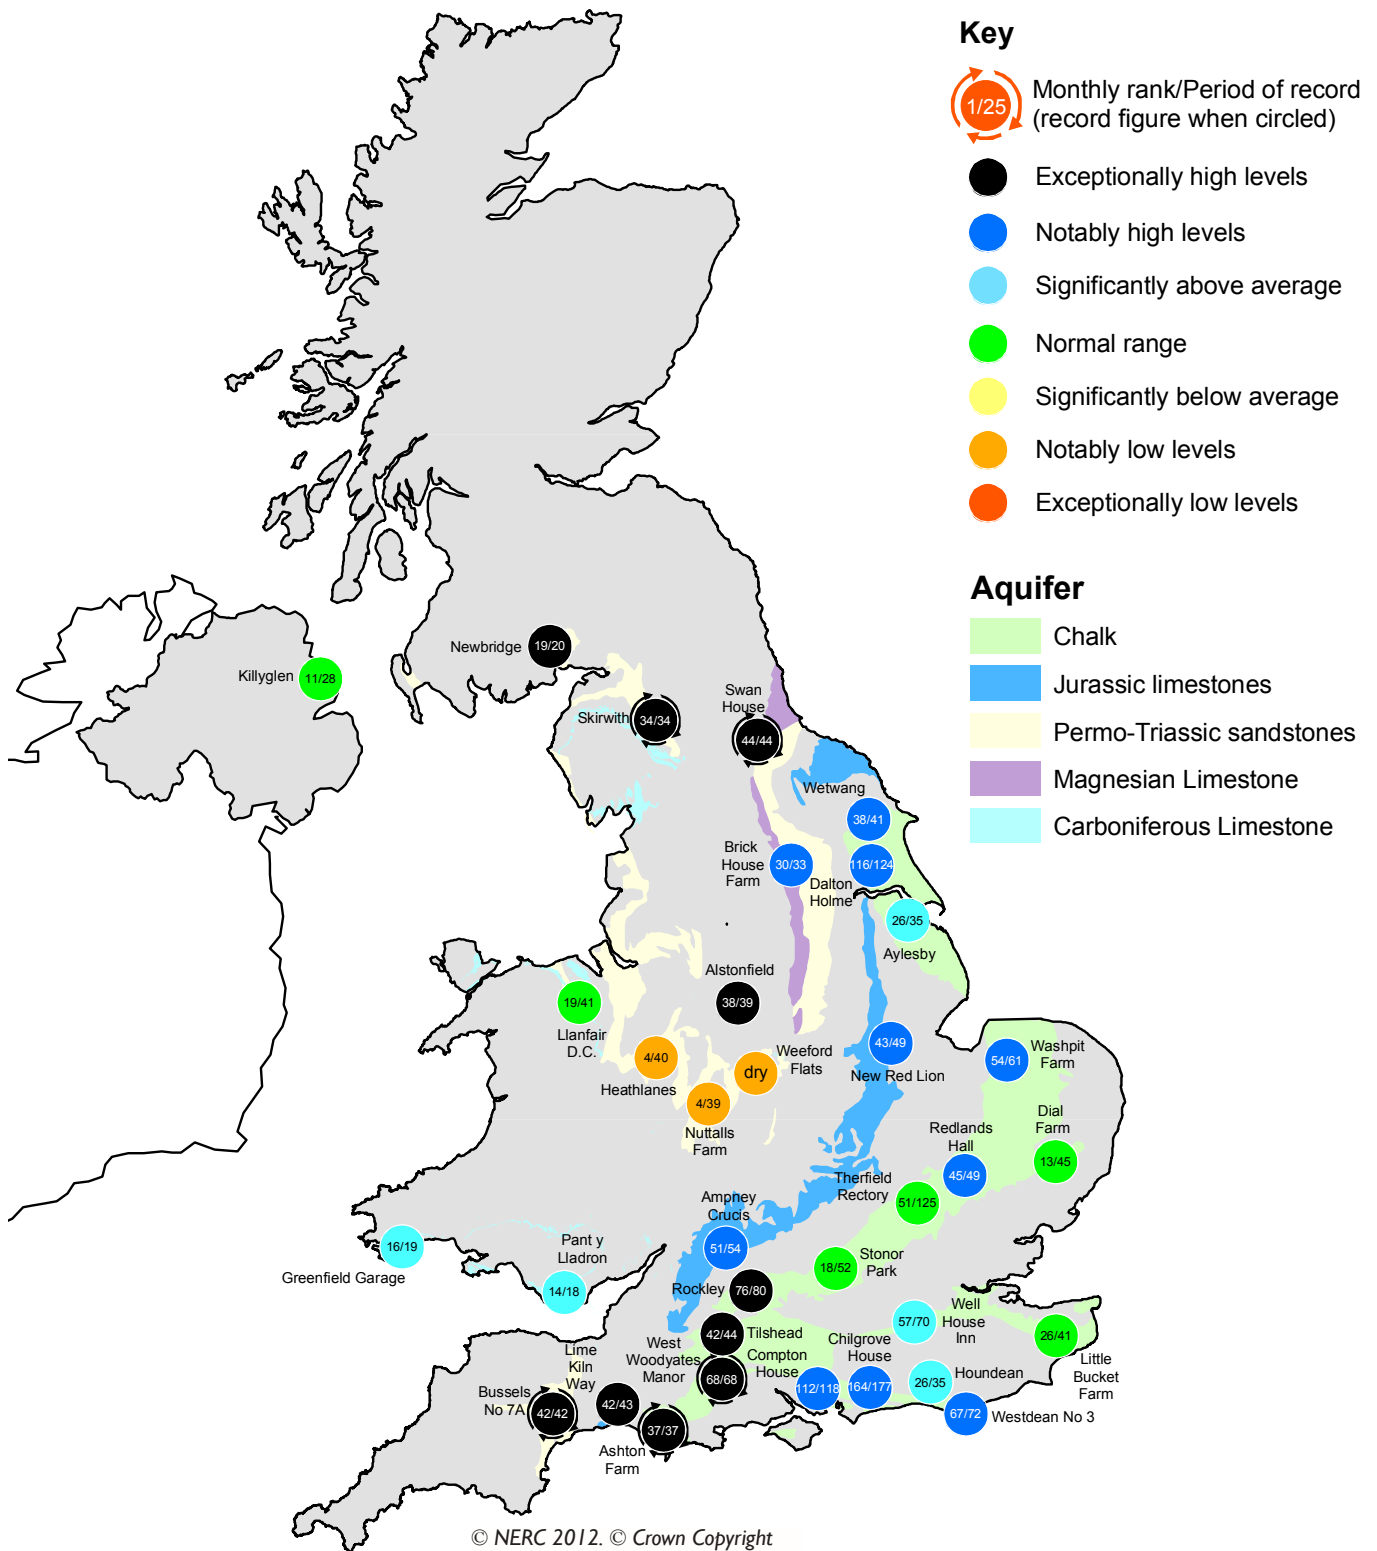 Key
1/25
Monthly rank/Period of record
(record figure when circled)
Exceptionally high levels
Notably high levels
Significantly above average
Normal range
Significantly below average
Notably low levels
Exceptionally low levels
Aquifer
Chalk
Jurassic limestones
Permo-Triassic sandstones
Magnesian Limestone
Carboniferous Limestone
Newbridge
19/20
Killyglen
11/28
Skirwith
34/34
Swan
House
44/44
Wetwang
38/41
Brick
House
Farm
30/33
116/124
Dalton
Holme
26/35
Aylesby
Alstonfield
38/39
19/41
Llanfair
D.C.
4/40
Heathlanes
dry
Weeford
Flats
4/39
Nuttalls
Farm
43/49
New Red Lion
54/61
Washpit
Farm
Dial
Farm
13/45
Redlands
Hall
45/49
Therfield
Rectory
51/125
Ampney
Crucis
51/54
Stonor
Park
18/52
16/19
Greenfield Garage
Pant y
Lladron
14/18
Rockley
76/80
42/44
Tilshead
West
Woodyates
Manor
68/68
Compton
House
112/118
Chilgrove
House
164/177
57/70
Well
House
Inn
26/41
Little
Bucket
Farm
26/35
Houndean
67/72
Westdean No 3
Lime
Kiln
Way
42/43
Bussels
No 7A
42/42
37/37
Ashton
Farm
© NERC 2012. © Crown Copyright